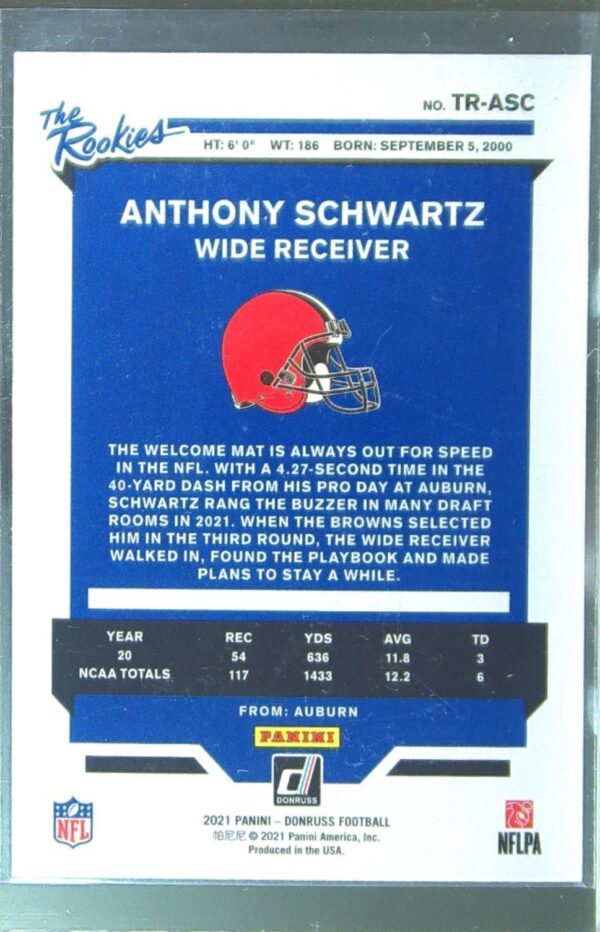 The Rookies
NO. TR-ASC
HT: 6' 0" WT: 186 BORN: SEPTEMBER 5, 2000
ANTHONY SCHWARTZ
WIDE RECEIVER
THE WELCOME MAT IS ALWAYS OUT FOR SPEED
IN THE NFL. WITH A 4.27-SECOND TIME IN THE
40-YARD DASH FROM HIS PRO DAY AT AUBURN,
SCHWARTZ RANG THE BUZZER IN MANY DRAFT
ROOMS IN 2021. WHEN THE BROWNS SELECTED
HIM IN THE THIRD ROUND, THE WIDE RECEIVER
WALKED IN, FOUND THE PLAYBOOK AND MADE
PLANS TO STAY A WHILE.
YEAR REC YDS AVG TD
20 54 636 11.8 3
NCAA TOTALS 117 1433 12.2 6
FROM: AUBURN
PANINI
d
DONRUSS
2021 PANINI – DONRUSS FOOTBALL
帕尼尼 © 2021 Panini America, Inc.
Produced in the USA.
NFL
NFLPA